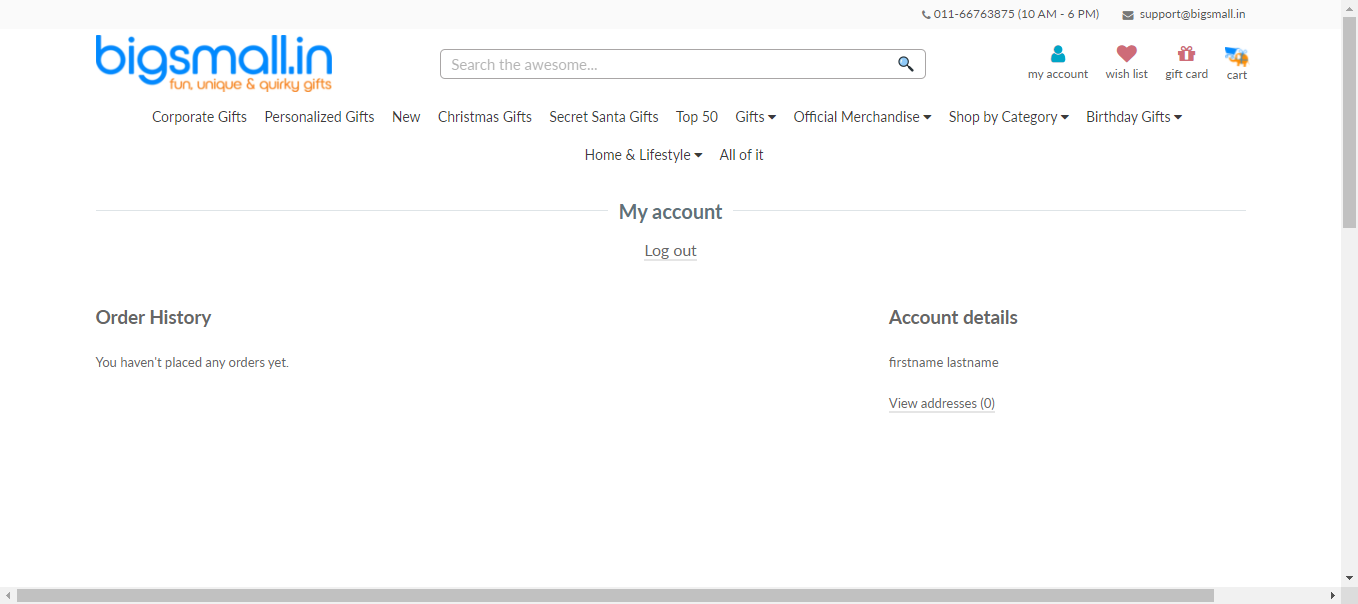 011-66763875 (10 AM - 6 PM) support@bigsmall.in
bigsmall.in
fun, unique & quirky gifts
Search the awesome...
my account wish list gift card cart
Corporate Gifts Personalized Gifts New Christmas Gifts Secret Santa Gifts Top 50 Gifts Official Merchandise Shop by Category Birthday Gifts
Home & Lifestyle All of it
My account
Log out
Order History
You haven't placed any orders yet.
Account details
firstname lastname
View addresses (0)